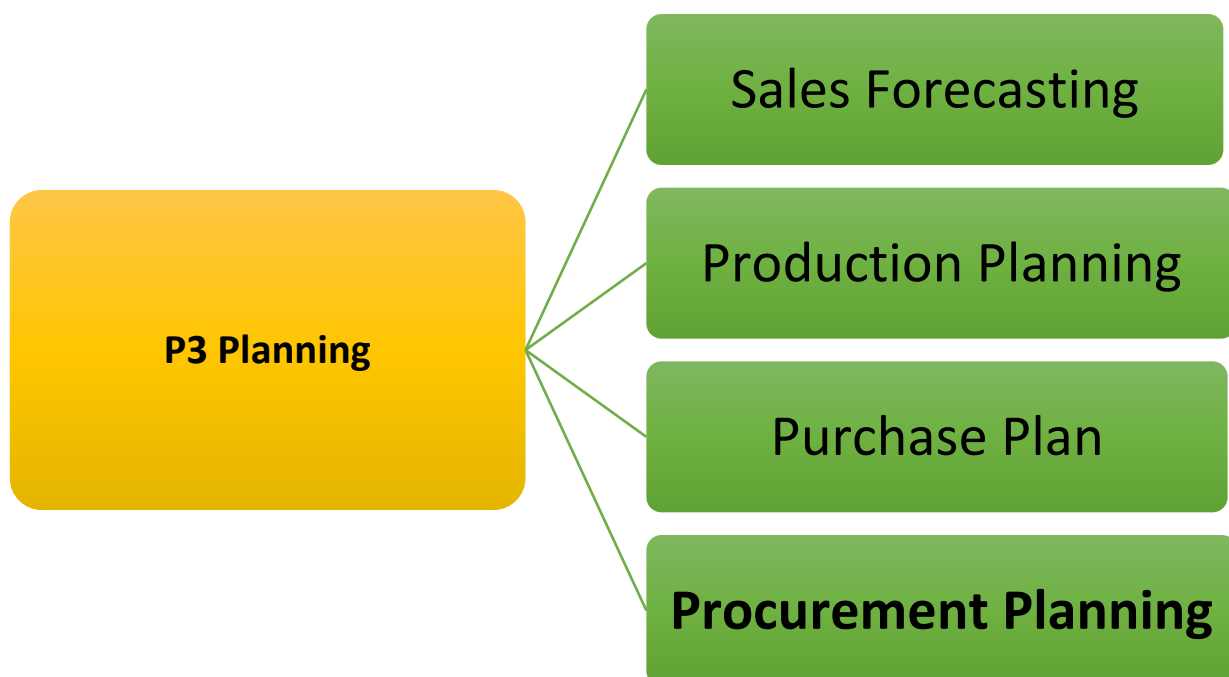 P3 Planning
Sales Forecasting
Production Planning
Purchase Plan
Procurement Planning